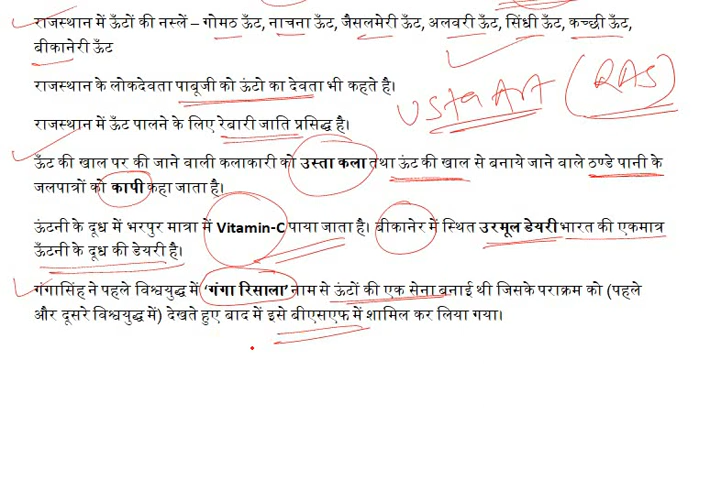 राजस्थान में ऊँटों की नस्लें – गोमठ ऊँट, नाचना ऊँट, जैसलमेरी ऊँट, अलवरी ऊँट, सिंधी ऊँट, कच्छी ऊँट,
बीकानेरी ऊँट
राजस्थान के लोकदेवता पाबूजी को ऊंटो का देवता भी कहते है।
Usta Art (RAS)
राजस्थान में ऊँट पालने के लिए रेबारी जाति प्रसिद्ध है।
ऊँट की खाल पर की जाने वाली कलाकारी को उस्ता कला तथा ऊंट की खाल से बनाये जाने वाले ठण्डे पानी के
जलपात्रों को कापी कहा जाता है।
ऊंटनी के दूध में भरपुर मात्रा में Vitamin-C पाया जाता है। बीकानेर में स्थित उरमूल डेयरी भारत की एकमात्र
ऊँटनी के दूध की डेयरी है।
गंगासिंह ने पहले विश्वयुद्ध में ‘गंगा रिसाला’ नाम से ऊंटों की एक सेना बनाई थी जिसके पराक्रम को (पहले
और दूसरे विश्वयुद्ध में) देखते हुए बाद में इसे बीएसएफ में शामिल कर लिया गया।